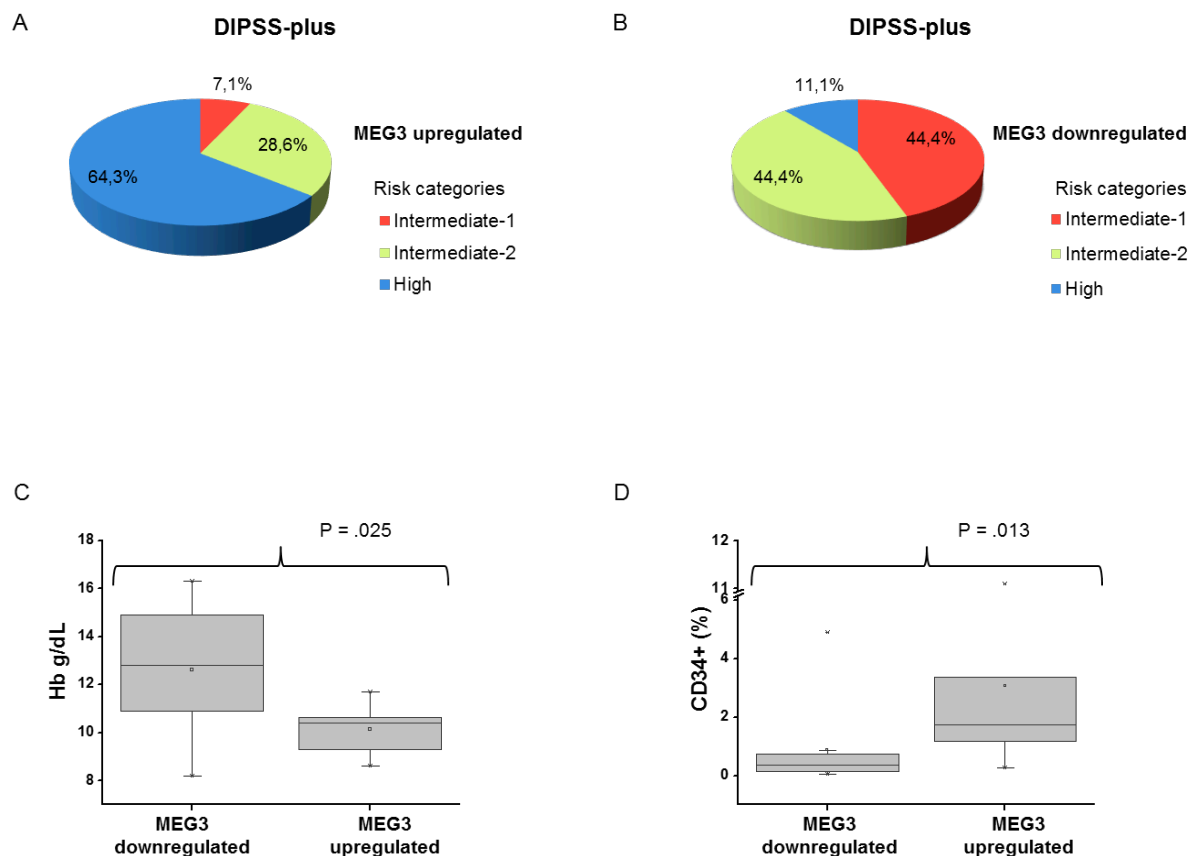 A
DIPSS-plus
7,1%
28,6%
64,3%
MEG3 upregulated
Risk categories
Intermediate-1
Intermediate-2
High
B
DIPSS-plus
11,1%
44,4%
44,4%
MEG3 downregulated
Risk categories
Intermediate-1
Intermediate-2
High
C
P = .025
18
16
14
12
10
8
Hb g/dL
MEG3
downregulated
MEG3
upregulated
D
P = .013
12
11
6
4
2
0
CD34+ (%)
MEG3
downregulated
MEG3
upregulated